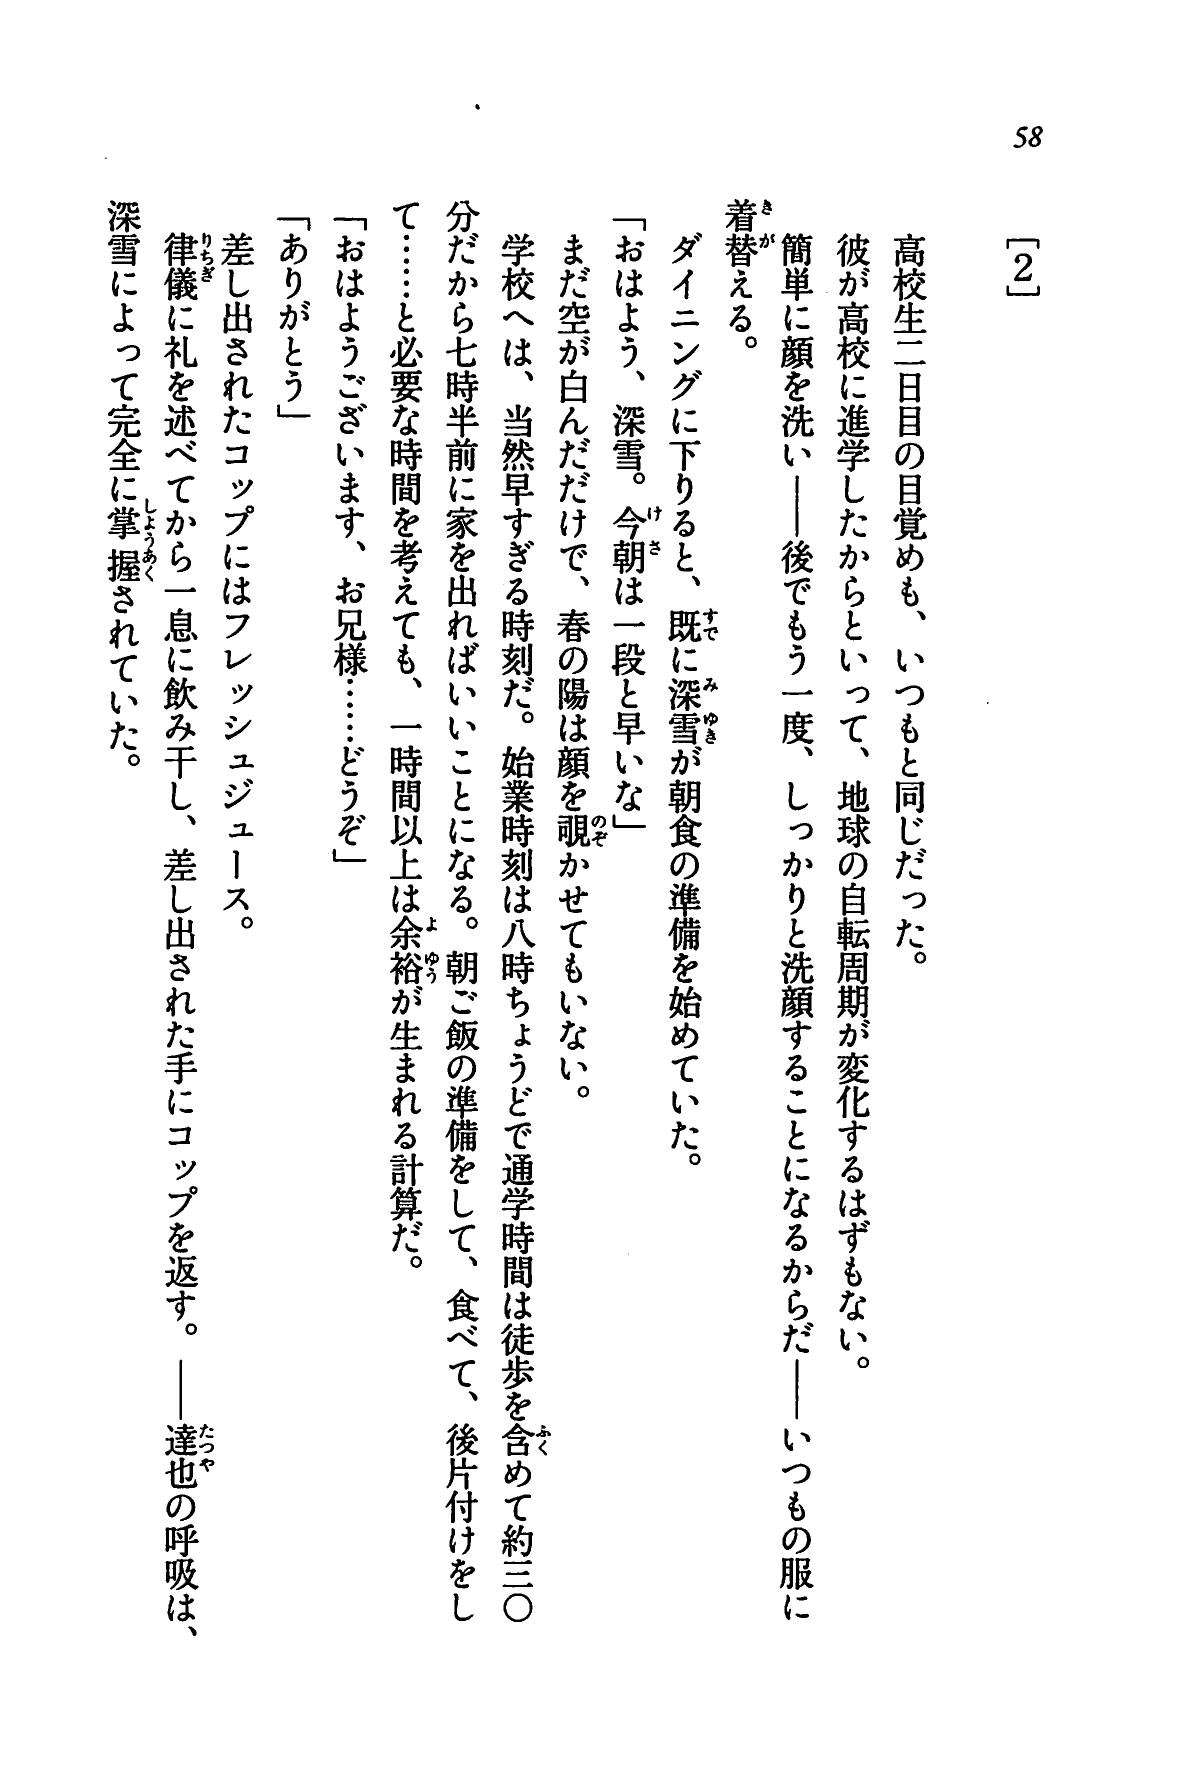 58
［2］
高校生二日目の目覚めも、いつもと同じだった。
彼が高校に進学したからといって、地球の自転周期が変化するはずもない。
簡単に顔を洗い――後でもう一度、しっかりと洗顔することになるからだ――いつもの服に
着替える。
ダイニングに下りると、既に深雪が朝食の準備を始めていた。
「おはよう、深雪。今朝は一段と早いな」
まだ空が白んだだけで、春の陽は顔を覗かせてもいない。
学校へは、当然早すぎる時刻だ。始業時刻は八時ちょうどで通学時間は徒歩を含めて約三〇
分だから七時半前に家を出ればいいことになる。朝ご飯の準備をして、食べて、後片付けをし
て……と必要な時間を考えても、一時間以上は余裕が生まれる計算だ。
「おはようございます、お兄様……どうぞ」
「ありがとう」
差し出されたコップにはフレッシュジュース。
律儀に礼を述べてから一息に飲み干し、差し出された手にコップを返す。――達也の呼吸は、
深雪によって完全に掌握されていた。